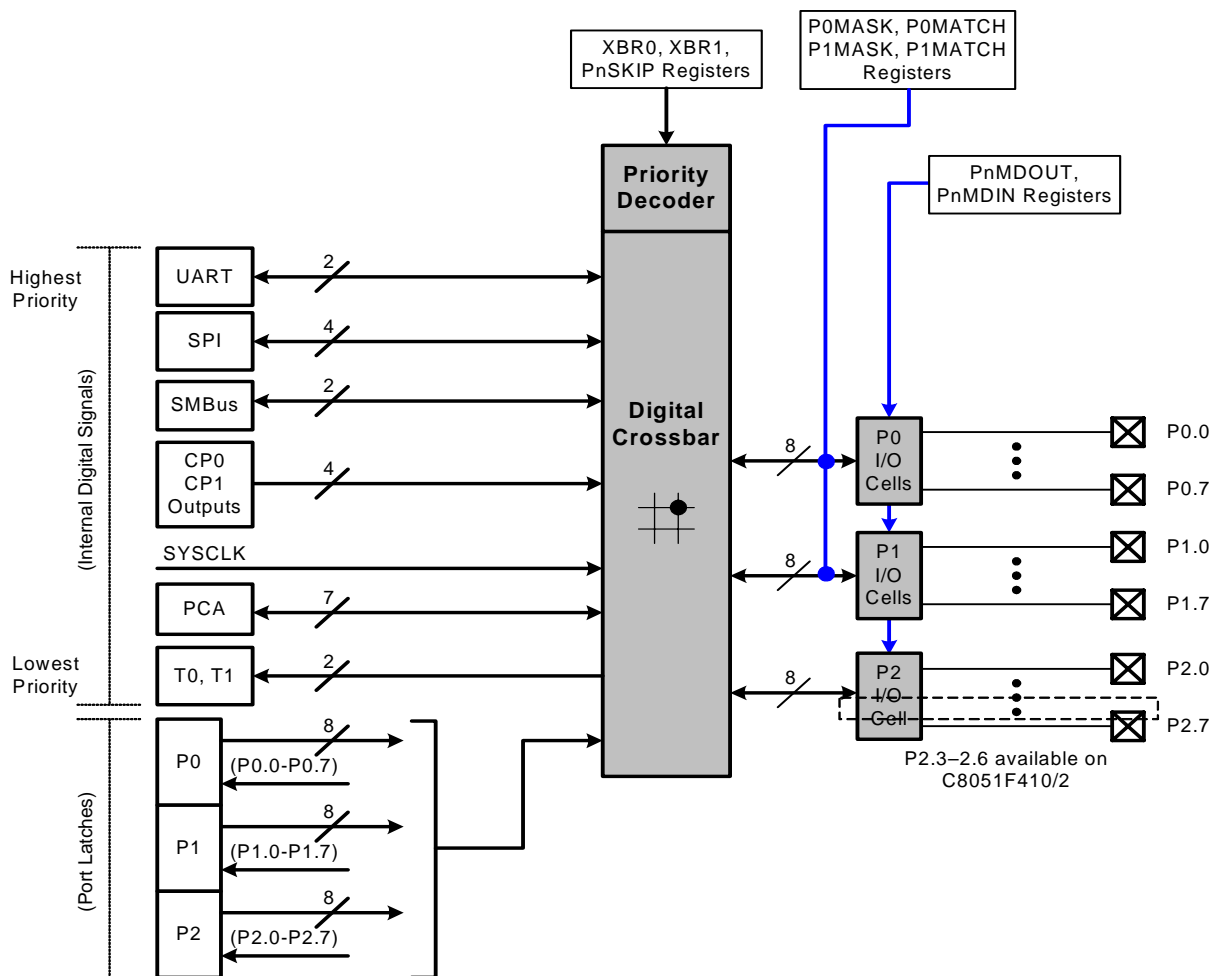 XBR0, XBR1,
PnSKIP Registers
P0MASK, P0MATCH
P1MASK, P1MATCH
Registers
PnMDOUT,
PnMDIN Registers
Priority
Decoder
Digital
Crossbar
Highest
Priority
Lowest
Priority
(Internal Digital Signals)
(Port Latches)
UART
2
SPI
4
SMBus
2
CP0
CP1
Outputs
4
SYSCLK
PCA
7
T0, T1
2
P0
8
(P0.0-P0.7)
P1
8
(P1.0-P1.7)
P2
8
(P2.0-P2.7)
8
P0
I/O
Cells
P0.0
P0.7
8
P1
I/O
Cells
P1.0
P1.7
8
P2
I/O
Cell
P2.0
P2.7
P2.3–2.6 available on
C8051F410/2